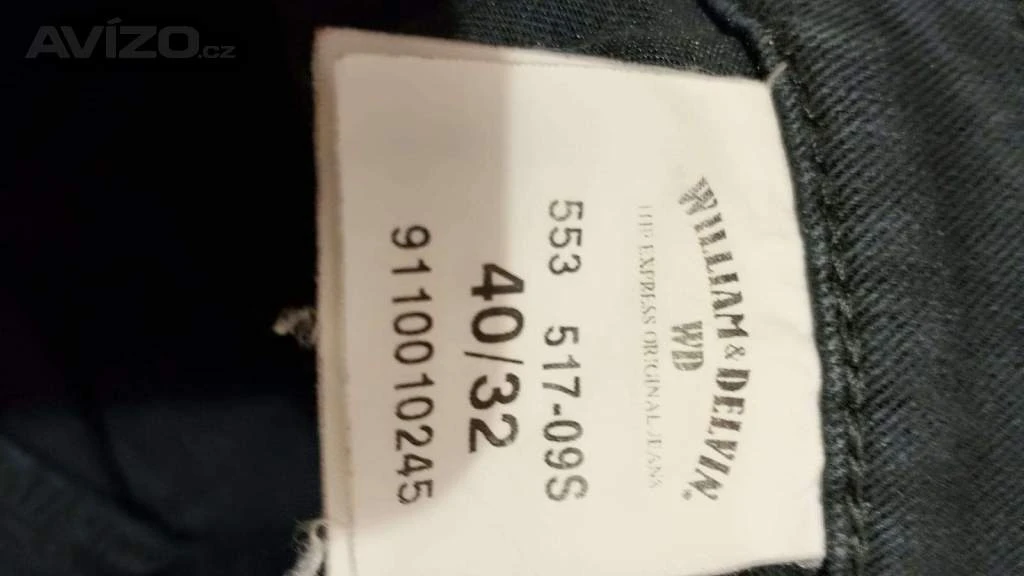 AVÍZO.cz
WILLIAM & DELVIN®
WD
THE EXPRESS ORIGINAL JEANS
553 517-09S
40/32
9110010245